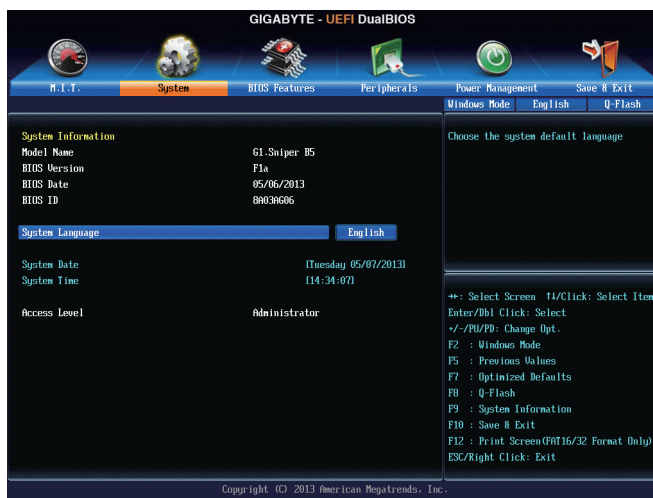 GIGABYTE - UEFI DualBIOS
M.I.T. System BIOS Features Peripherals Power Management Save & Exit
Windows Mode English Q-Flash
System Information
Model Name G1.Sniper B5
BIOS Version F1a
BIOS Date 05/06/2013
BIOS ID 8A03AG06
System Language English
System Date [Tuesday 05/07/2013]
System Time [14:34:07]
Access Level Administrator
Choose the system default language
→←: Select Screen ↑↓/Click: Select Item
Enter/Dbl Click: Select
+/-/PU/PD: Change Opt.
F2 : Windows Mode
F5 : Previous Values
F7 : Optimized Defaults
F8 : Q-Flash
F9 : System Information
F10 : Save & Exit
F12 : Print Screen(FAT16/32 Format Only)
ESC/Right Click: Exit
Copyright (C) 2013 American Megatrends, Inc.